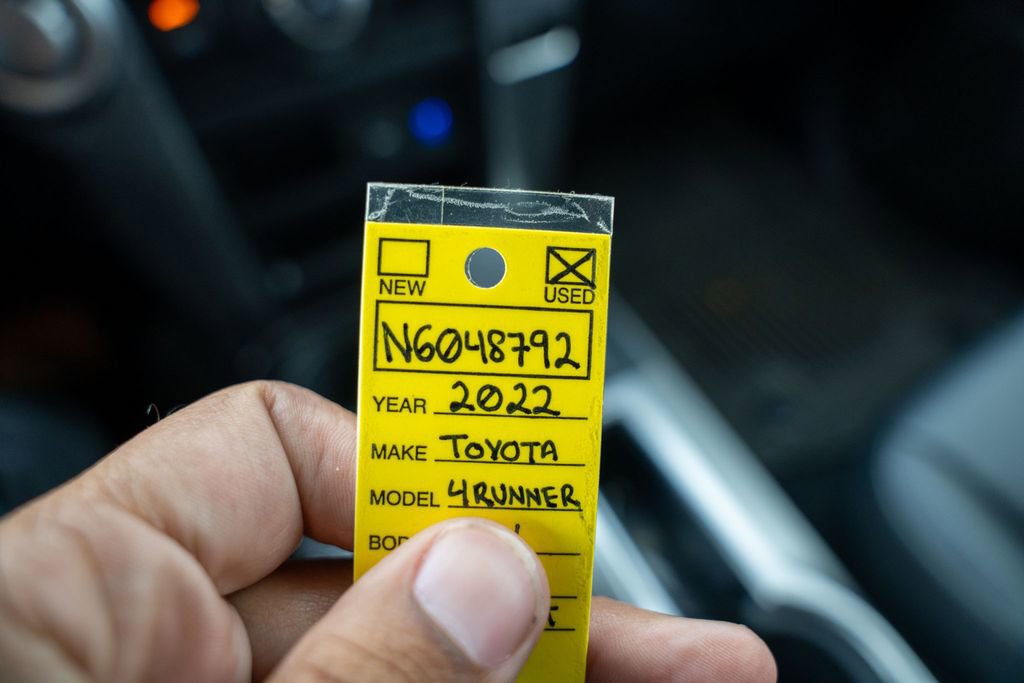 NEW USED
N6048792
YEAR 2022
MAKE TOYOTA
MODEL 4RUNNER